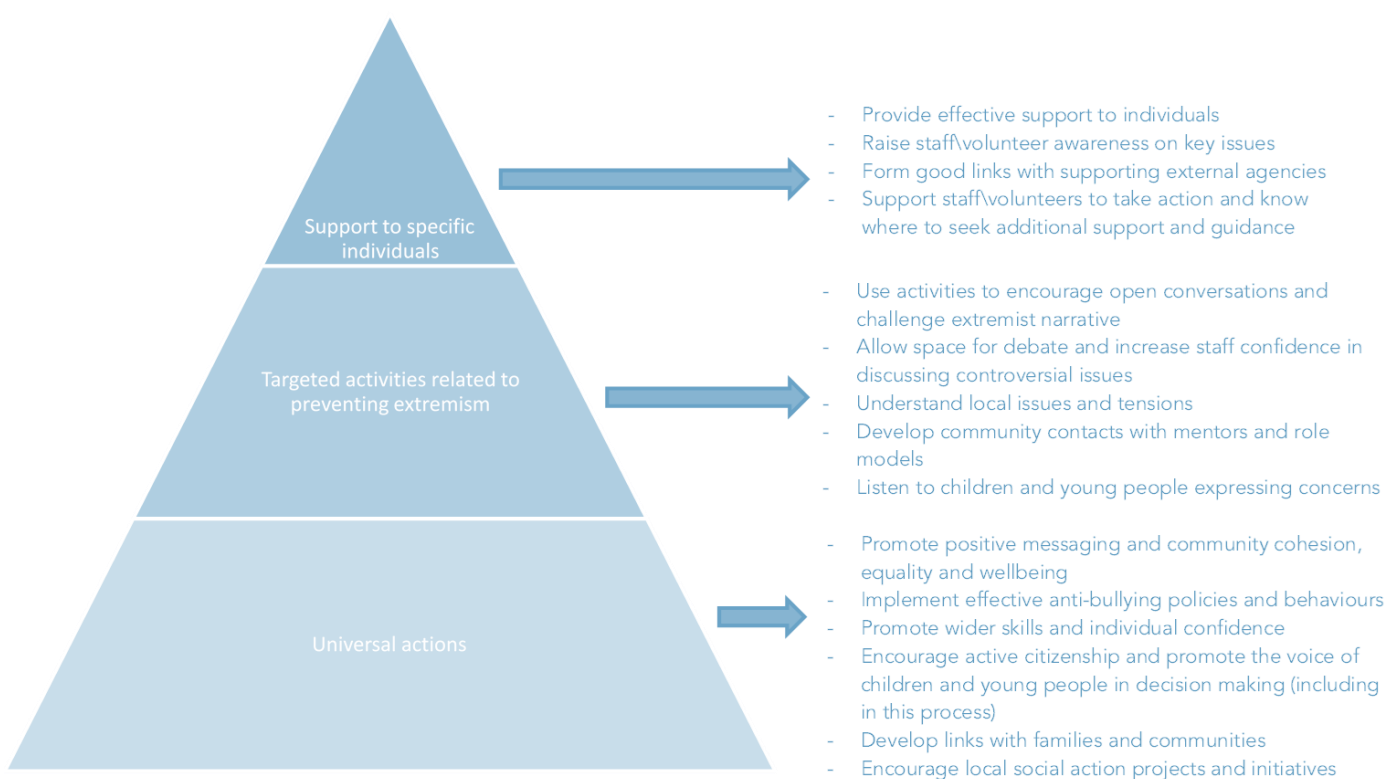 Support to specific
individuals
- Provide effective support to individuals
- Raise staff\volunteer awareness on key issues
- Form good links with supporting external agencies
- Support staff\volunteers to take action and know
where to seek additional support and guidance
Targeted activities related to
preventing extremism
- Use activities to encourage open conversations and
challenge extremist narrative
- Allow space for debate and increase staff confidence in
discussing controversial issues
- Understand local issues and tensions
- Develop community contacts with mentors and role
models
- Listen to children and young people expressing concerns
Universal actions
- Promote positive messaging and community cohesion,
equality and wellbeing
- Implement effective anti-bullying policies and behaviours
- Promote wider skills and individual confidence
- Encourage active citizenship and promote the voice of
children and young people in decision making (including
in this process)
- Develop links with families and communities
- Encourage local social action projects and initiatives